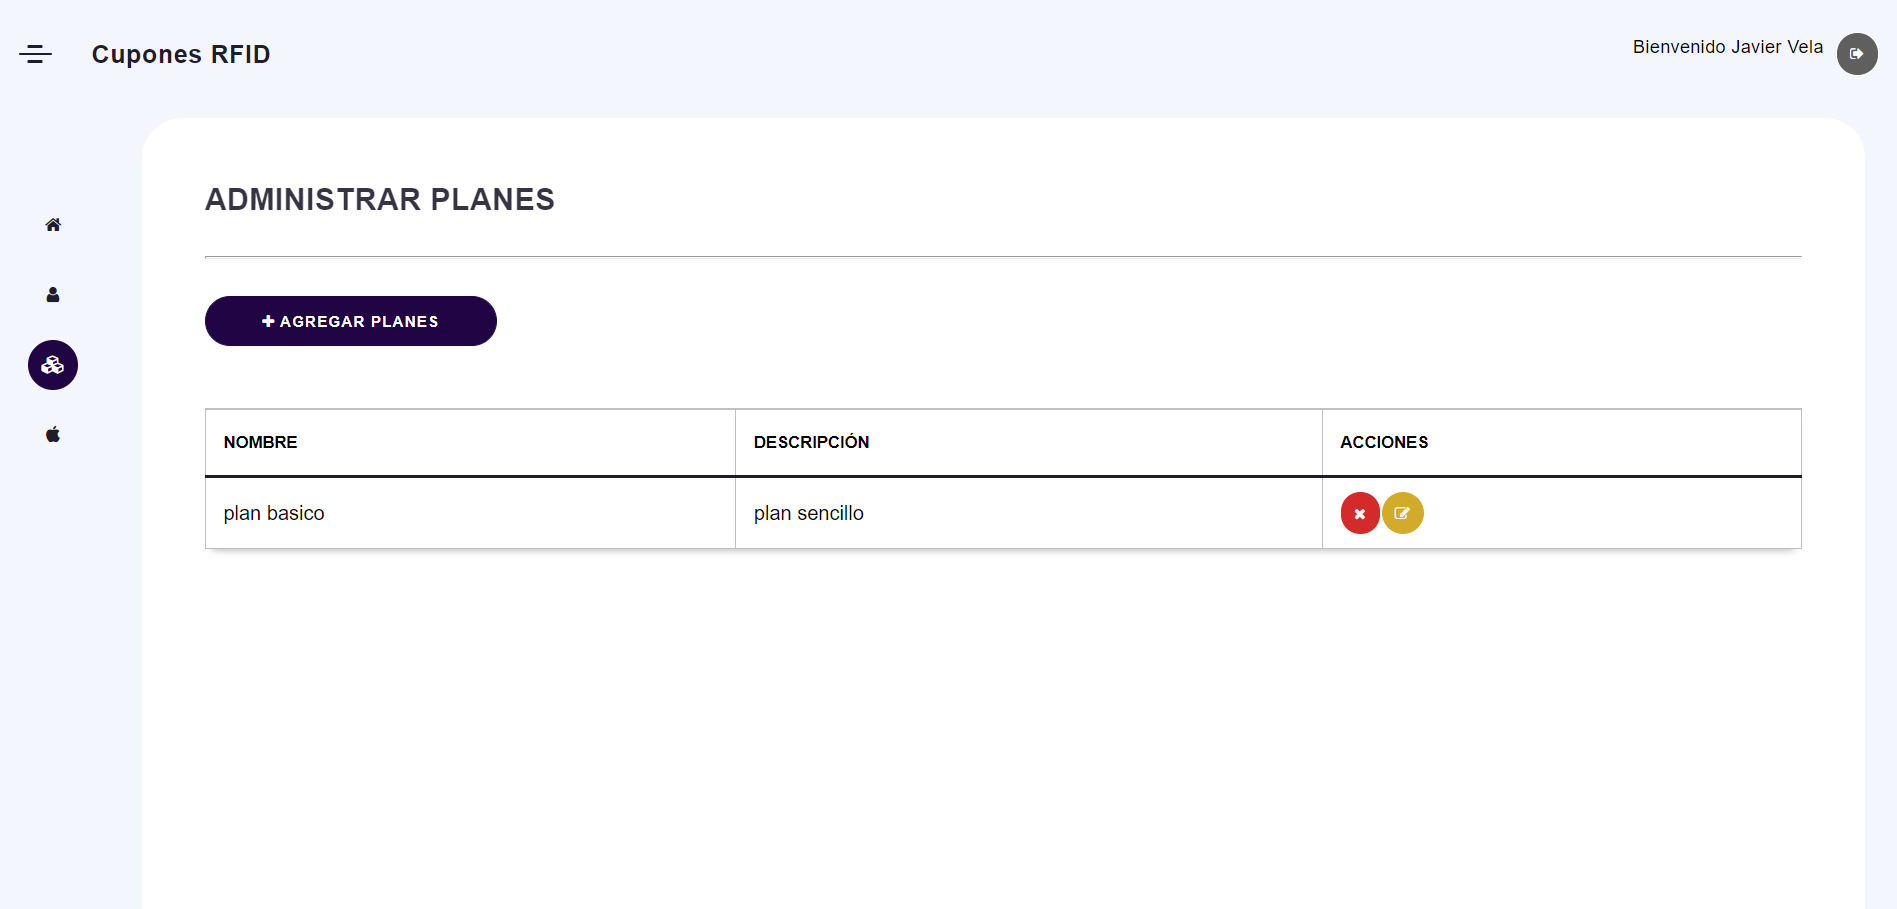 Cupones RFID
Bienvenido Javier Vela
ADMINISTRAR PLANES
AGREGAR PLANES
NOMBRE DESCRIPCIÓN ACCIONES
plan basico plan sencillo